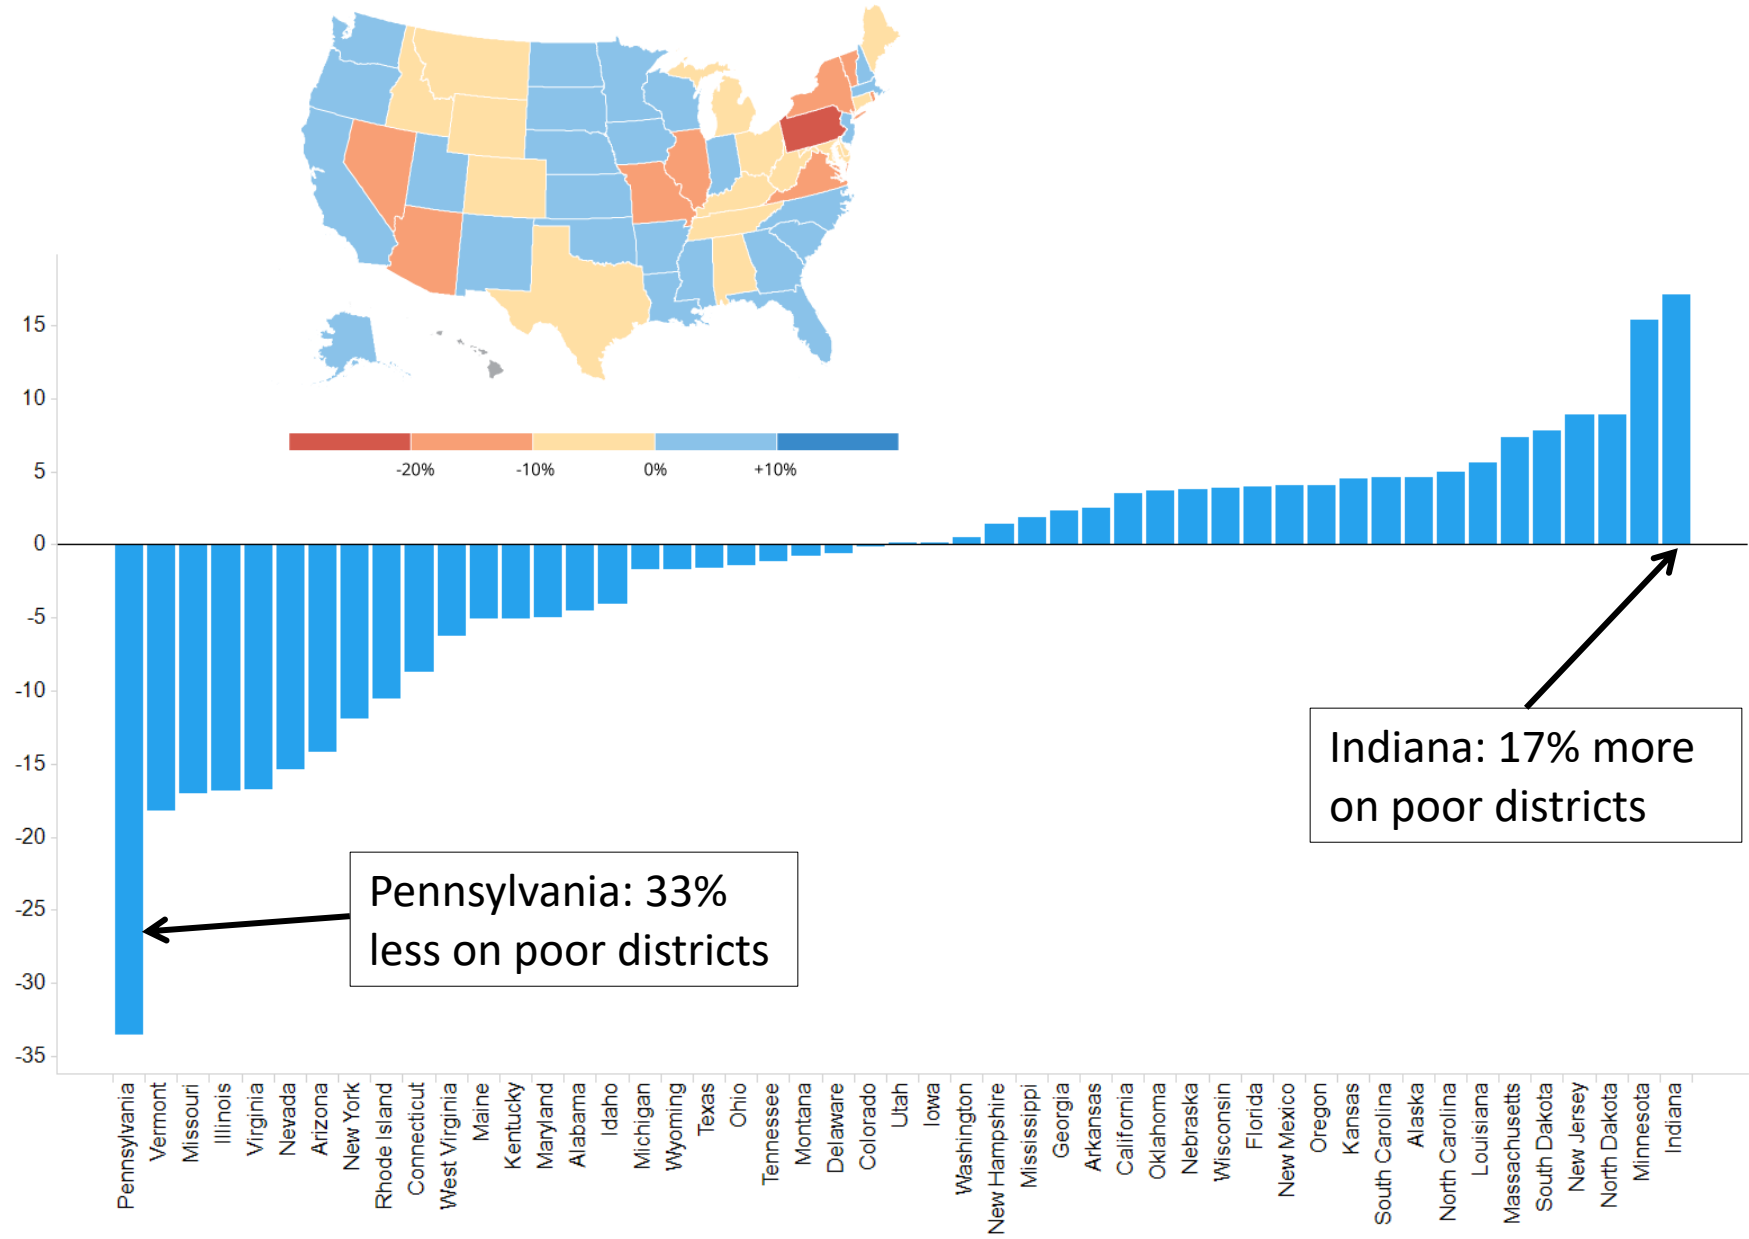 -20%
-10%
0%
+10%
15
10
5
0
-5
-10
-15
-20
-25
-30
-35
Indiana: 17% more
on poor districts
Pennsylvania: 33%
less on poor districts
Pennsylvania
Vermont
Missouri
Illinois
Virginia
Nevada
Arizona
New York
Rhode Island
Connecticut
West Virginia
Maine
Kentucky
Maryland
Alabama
Idaho
Michigan
Wyoming
Texas
Ohio
Tennessee
Montana
Delaware
Colorado
Utah
Iowa
Washington
New Hampshire
Mississippi
Georgia
Arkansas
California
Oklahoma
Nebraska
Wisconsin
Florida
New Mexico
Oregon
Kansas
South Carolina
Alaska
North Carolina
Louisiana
Massachusetts
South Dakota
New Jersey
North Dakota
Minnesota
Indiana